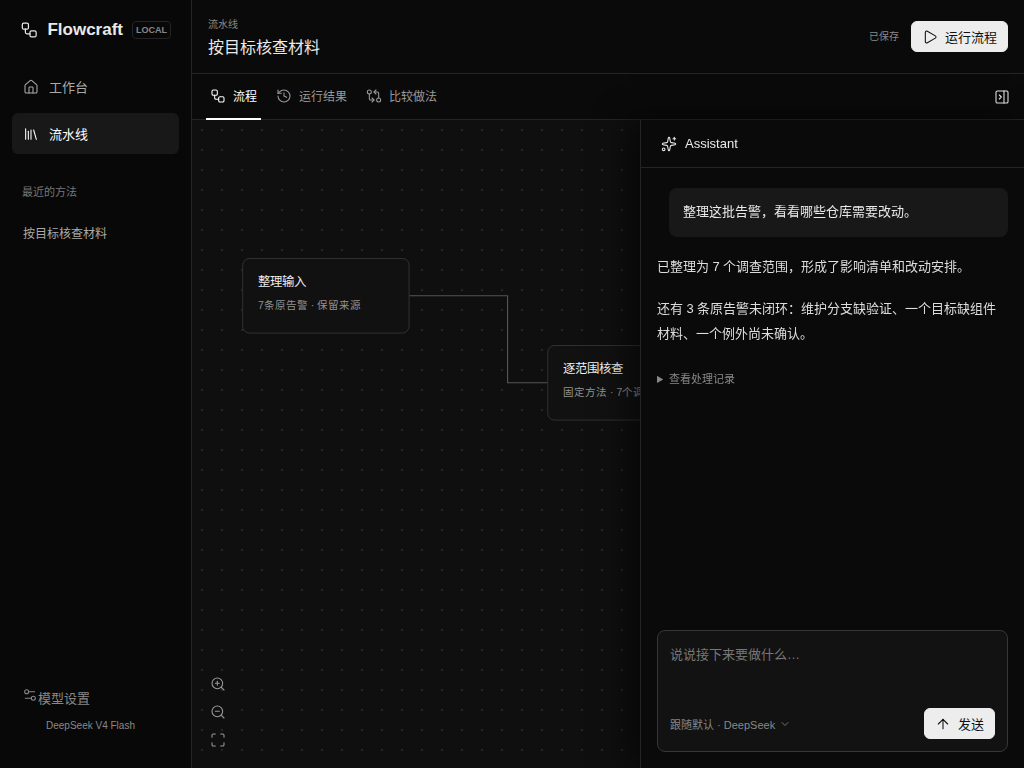 Flowcraft LOCAL
工作台
流水线
最近的方法
按目标核查材料
模型设置
DeepSeek V4 Flash
流水线
按目标核查材料
已保存
运行流程
流程
运行结果
比较做法
整理输入
7条原告警 · 保留来源
逐范围核查
固定方法 · 7个调
Assistant
整理这批告警，看看哪些仓库需要改动。
已整理为 7 个调查范围，形成了影响清单和改动安排。
还有 3 条原告警未闭环：维护分支缺验证、一个目标缺组件
材料、一个例外尚未确认。
查看处理记录
说说接下来要做什么…
跟随默认 · DeepSeek
发送